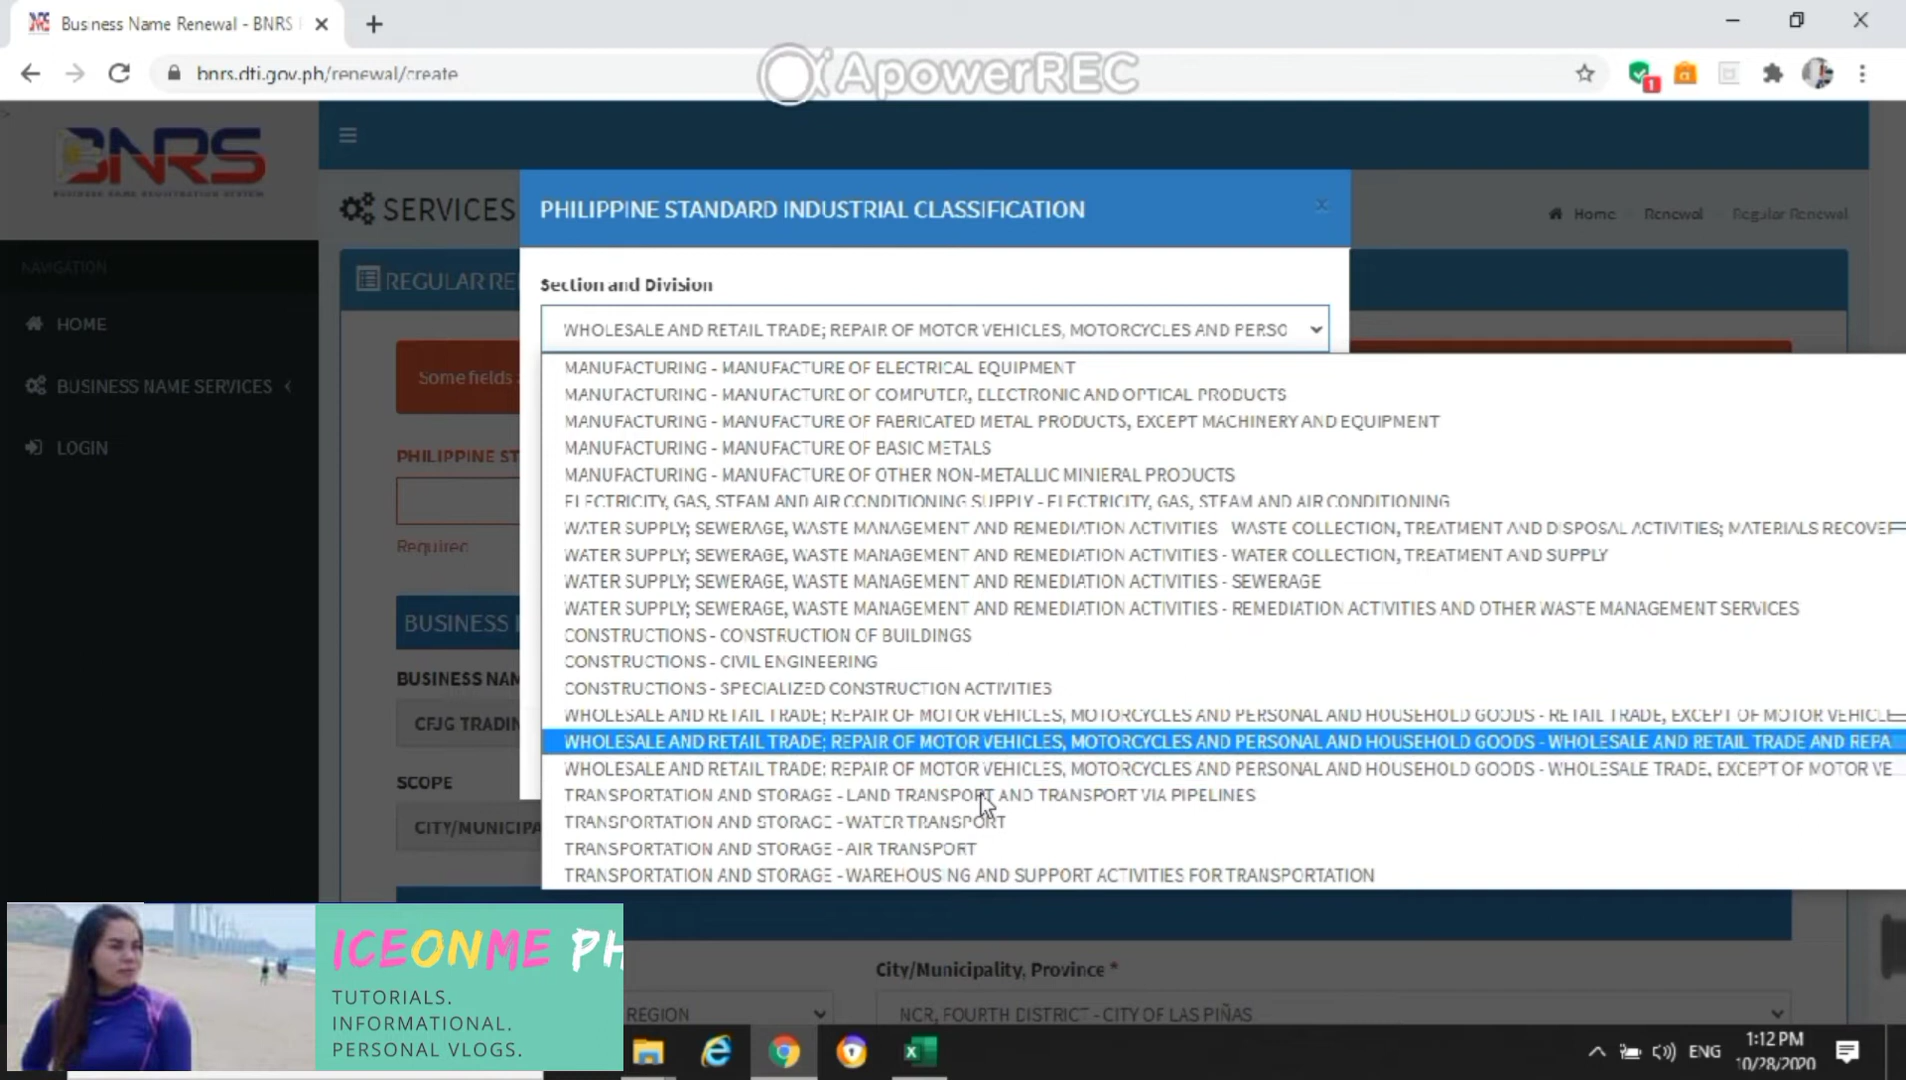 Business Name Renewal - BNRS
bnrs.dti.gov.ph/renewal/create
ApowerREC
1
BNRS
BUSINESS NAME REGISTRATION SYSTEM
SERVICES
Home
Renewal
Regular Renewal
NAVIGATION
HOME
BUSINESS NAME SERVICES
LOGIN
REGULAR RE
Some fields
PHILIPPINE ST
Required
BUSINESS
BUSINESS NAM
CFJG TRADIN
SCOPE
CITY/MUNICIPA
PHILIPPINE STANDARD INDUSTRIAL CLASSIFICATION
Section and Division
WHOLESALE AND RETAIL TRADE; REPAIR OF MOTOR VEHICLES, MOTORCYCLES AND PERSO
MANUFACTURING - MANUFACTURE OF ELECTRICAL EQUIPMENT
MANUFACTURING - MANUFACTURE OF COMPUTER, ELECTRONIC AND OPTICAL PRODUCTS
MANUFACTURING - MANUFACTURE OF FABRICATED METAL PRODUCTS, EXCEPT MACHINERY AND EQUIPMENT
MANUFACTURING - MANUFACTURE OF BASIC METALS
MANUFACTURING - MANUFACTURE OF OTHER NON-METALLIC MINIERAL PRODUCTS
ELECTRICITY, GAS, STEAM AND AIR CONDITIONING SUPPLY - ELECTRICITY, GAS, STEAM AND AIR CONDITIONING
WATER SUPPLY; SEWERAGE, WASTE MANAGEMENT AND REMEDIATION ACTIVITIES - WASTE COLLECTION, TREATMENT AND DISPOSAL ACTIVITIES; MATERIALS RECOVE
WATER SUPPLY; SEWERAGE, WASTE MANAGEMENT AND REMEDIATION ACTIVITIES - WATER COLLECTION, TREATMENT AND SUPPLY
WATER SUPPLY; SEWERAGE, WASTE MANAGEMENT AND REMEDIATION ACTIVITIES - SEWERAGE
WATER SUPPLY; SEWERAGE, WASTE MANAGEMENT AND REMEDIATION ACTIVITIES - REMEDIATION ACTIVITIES AND OTHER WASTE MANAGEMENT SERVICES
CONSTRUCTIONS - CONSTRUCTION OF BUILDINGS
CONSTRUCTIONS - CIVIL ENGINEERING
CONSTRUCTIONS - SPECIALIZED CONSTRUCTION ACTIVITIES
WHOLESALE AND RETAIL TRADE; REPAIR OF MOTOR VEHICLES, MOTORCYCLES AND PERSONAL AND HOUSEHOLD GOODS - RETAIL TRADE, EXCEPT OF MOTOR VEHICL
WHOLESALE AND RETAIL TRADE; REPAIR OF MOTOR VEHICLES, MOTORCYCLES AND PERSONAL AND HOUSEHOLD GOODS - WHOLESALE AND RETAIL TRADE AND REPA
WHOLESALE AND RETAIL TRADE; REPAIR OF MOTOR VEHICLES, MOTORCYCLES AND PERSONAL AND HOUSEHOLD GOODS - WHOLESALE TRADE, EXCEPT OF MOTOR VE
TRANSPORTATION AND STORAGE - LAND TRANSPORT AND TRANSPORT VIA PIPELINES
TRANSPORTATION AND STORAGE - WATER TRANSPORT
TRANSPORTATION AND STORAGE - AIR TRANSPORT
TRANSPORTATION AND STORAGE - WAREHOUSING AND SUPPORT ACTIVITIES FOR TRANSPORTATION
City/Municipality, Province *
REGION
NCR, FOURTH DISTRICT - CITY OF LAS PIÑAS
ICEONME PH
TUTORIALS.
INFORMATIONAL.
PERSONAL VLOGS.
ENG
1:12 PM
10/28/2020